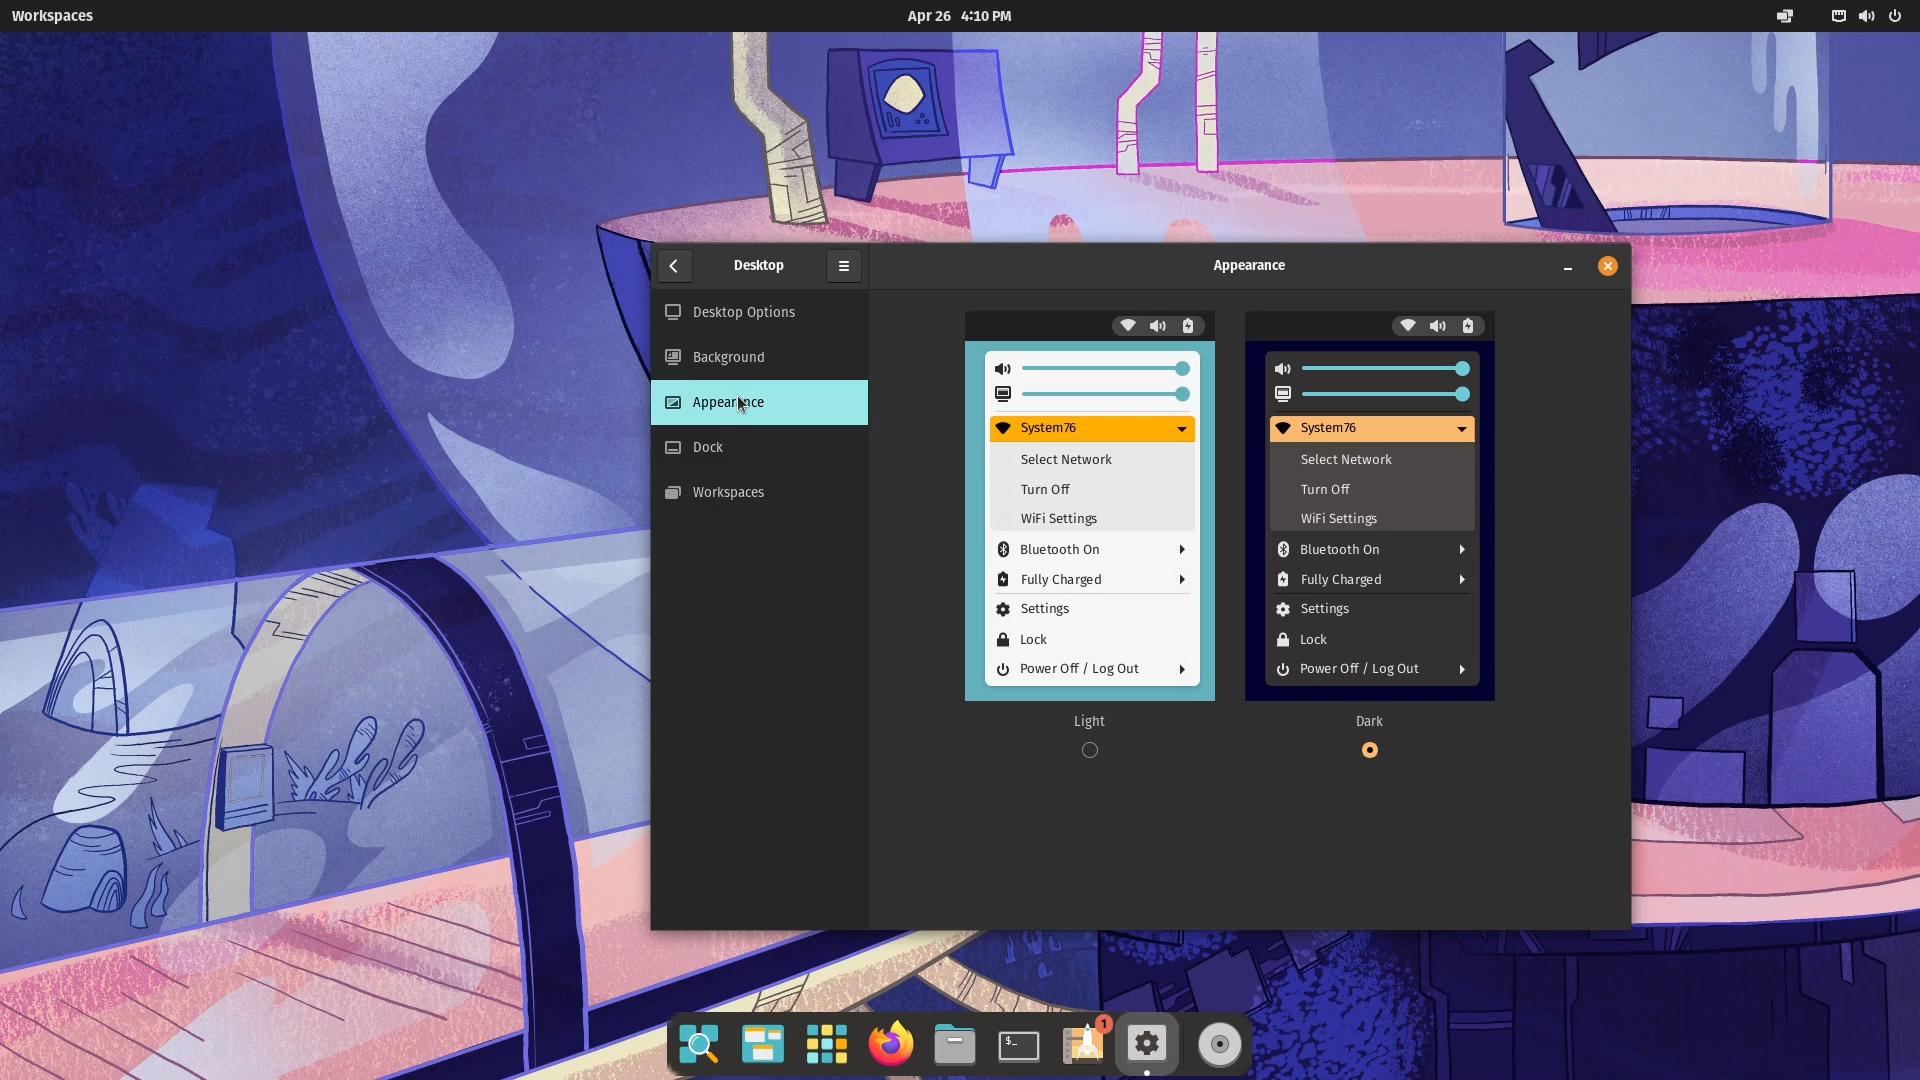 Workspaces
Apr 26 4:10 PM
Desktop
Appearance
Desktop Options
Background
Appearance
Dock
Workspaces
System76
Select Network
Turn Off
WiFi Settings
Bluetooth On
Fully Charged
Settings
Lock
Power Off / Log Out
Light
System76
Select Network
Turn Off
WiFi Settings
Bluetooth On
Fully Charged
Settings
Lock
Power Off / Log Out
Dark
$_
1